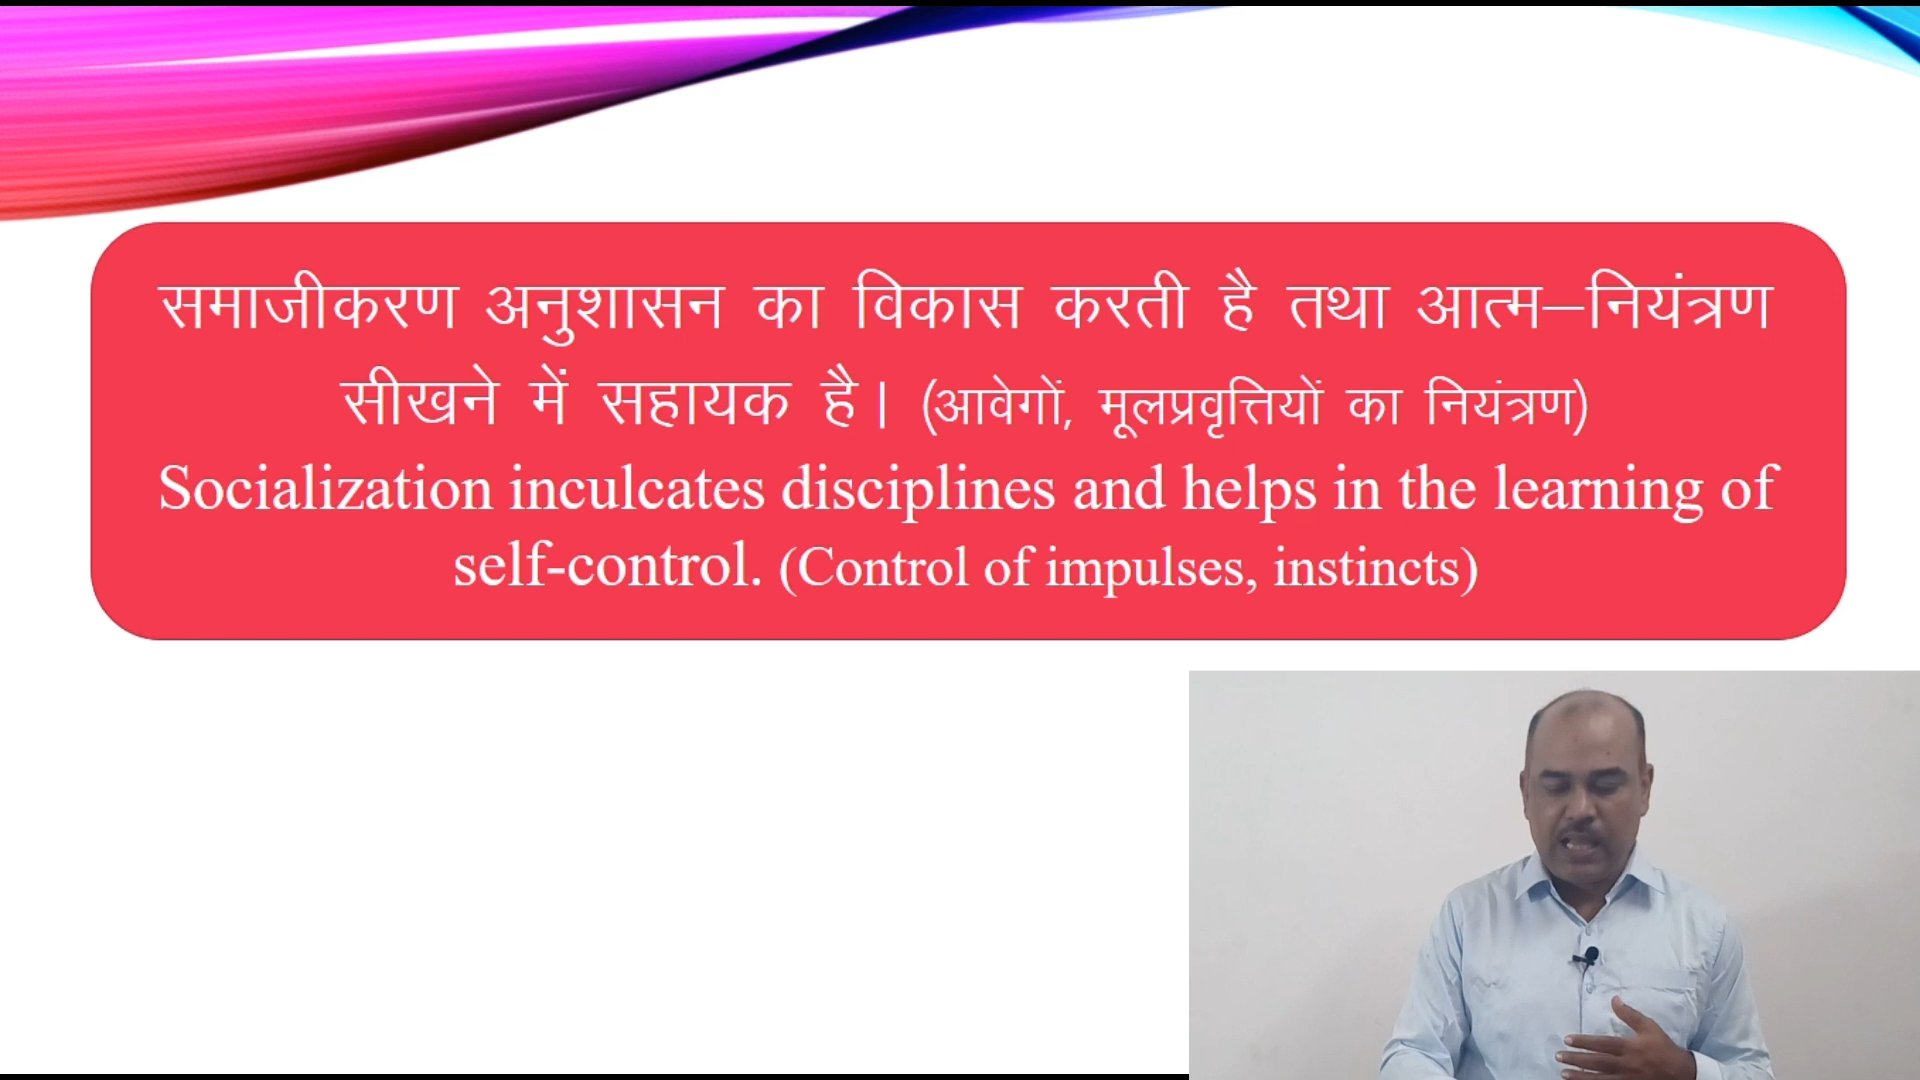 समाजीकरण अनुशासन का विकास करती है तथा आत्म–नियंत्रण
सीखने में सहायक है। (आवेगों, मूलप्रवृत्तियों का नियंत्रण)
Socialization inculcates disciplines and helps in the learning of
self-control. (Control of impulses, instincts)